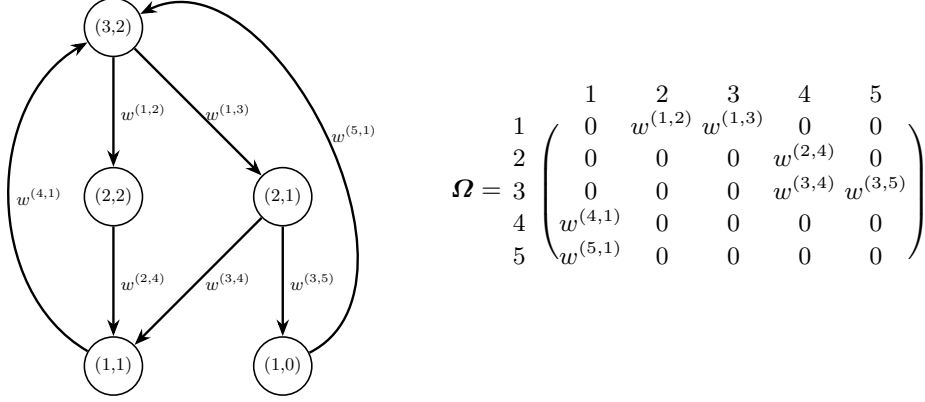 (3,2)
w^{(1,2)} w^{(1,3)}
w^{(5,1)}
w^{(4,1)} (2,2) (2,1)
w^{(2,4)} w^{(3,4)} w^{(3,5)}
(1,1) (1,0)
1 2 3 4 5
1 0 w^{(1,2)} w^{(1,3)} 0 0
2 0 0 0 w^{(2,4)} 0
Ω = 3 0 0 0 w^{(3,4)} w^{(3,5)}
4 w^{(4,1)} 0 0 0 0
5 w^{(5,1)} 0 0 0 0